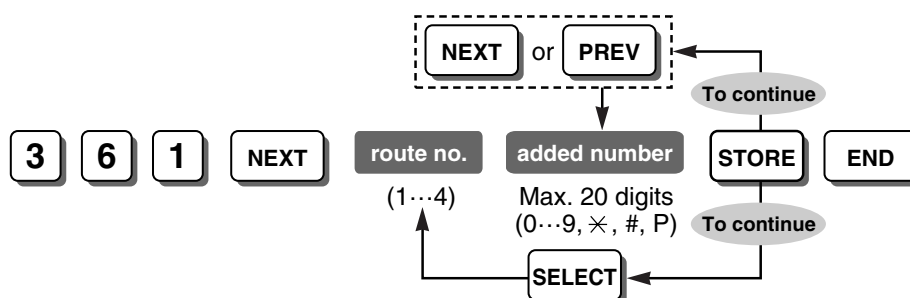 NEXT or PREV
To continue
3 6 1 NEXT route no. added number STORE END
(1···4) Max. 20 digits
(0···9, ✳, #, P)
To continue
SELECT